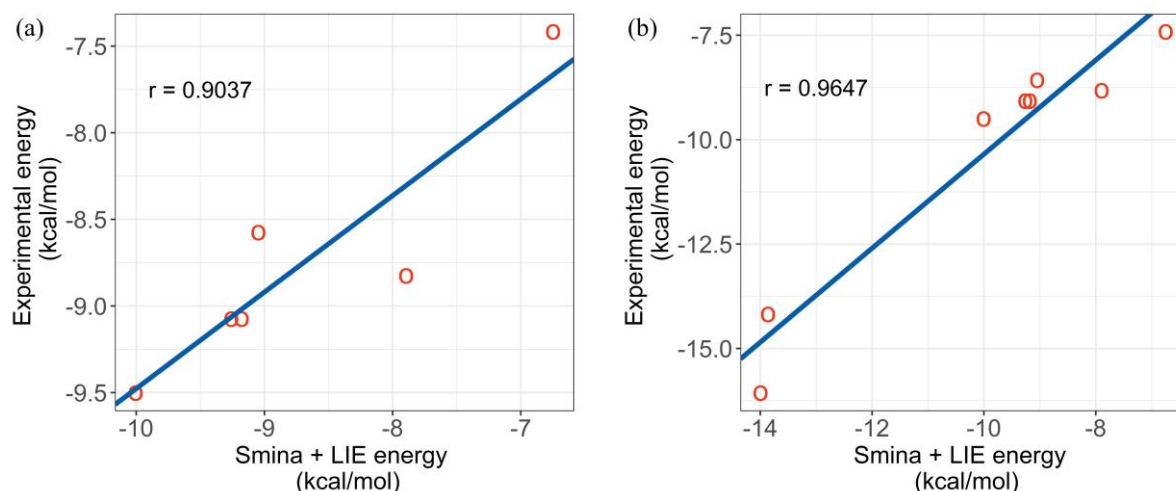 (a)
r = 0.9037
-7.5
-8.0
-8.5
-9.0
-9.5
Experimental energy
(kcal/mol)
-10
-9
-8
-7
Smina + LIE energy
(kcal/mol)
(b)
r = 0.9647
-7.5
-10.0
-12.5
-15.0
Experimental energy
(kcal/mol)
-14
-12
-10
-8
Smina + LIE energy
(kcal/mol)